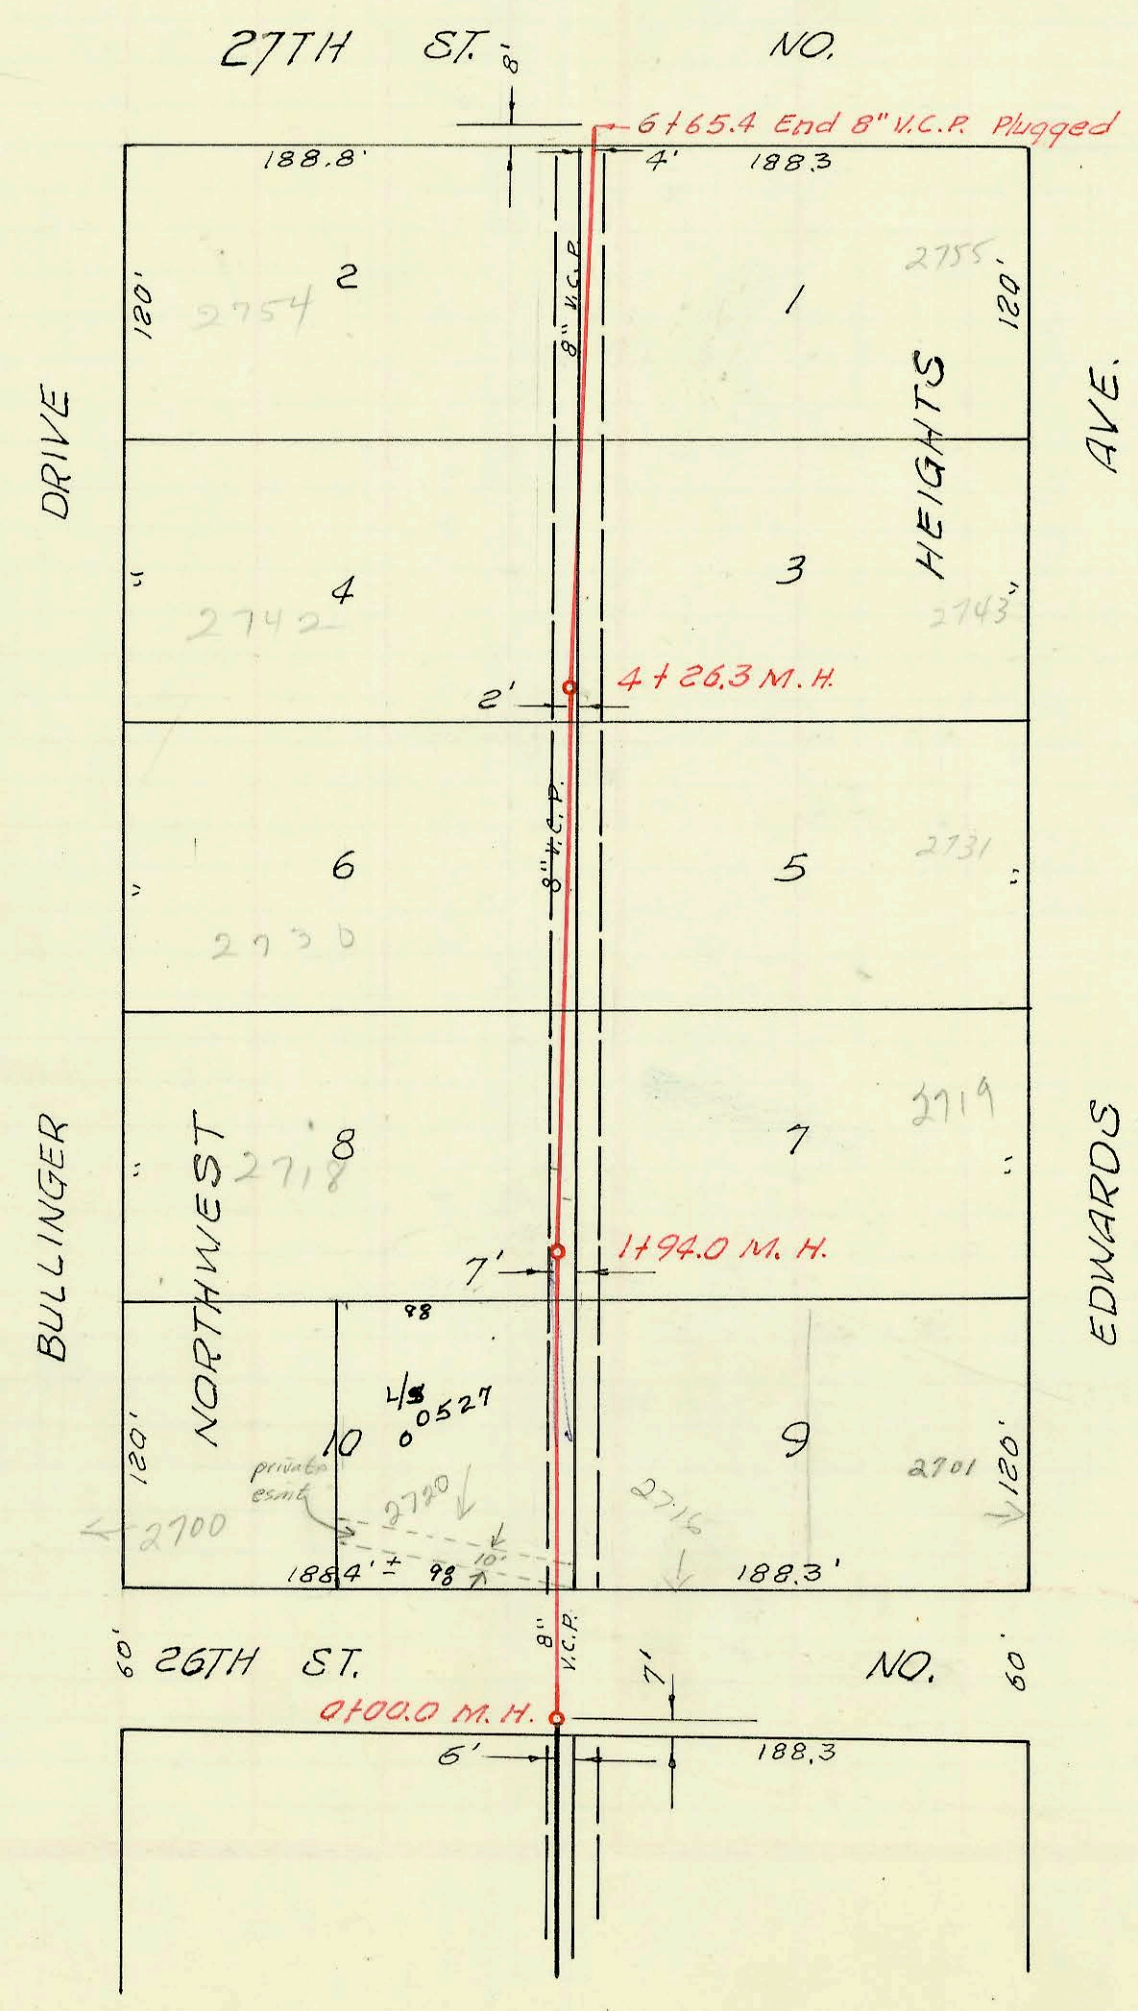 27TH ST. NO.
8'
6+65.4 End 8" V.C.P. Plugged
188.8'
4'
188.3
120'
2
2754
8" V.C.P.
1
2755
120'
DRIVE
HEIGHTS
AVE.
"
4
2742
3
2743
"
4+26.3 M.H.
2'
8" V.C.P.
"
6
2730
5
2731
"
BULLINGER
NORTHWEST
"
8
2718
7
2719
"
EDWARDS
1+94.0 M.H.
7'
98
L/S
0527
120'
10
9
private
esmt
2720
2716
2701
120'
2700
10'
188.4' ±
98
188.3'
60'
26TH ST. NO.
8"
V.C.P.
7'
60'
0+00.0 M.H.
6'
188.3